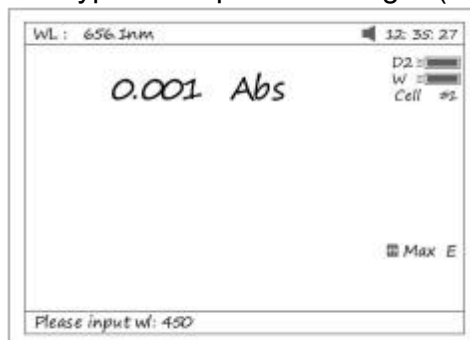 WL: 656.1nm 12: 35: 27
0.001 Abs
D2:
W :
Cell #1
Max E
Please input wl: 450